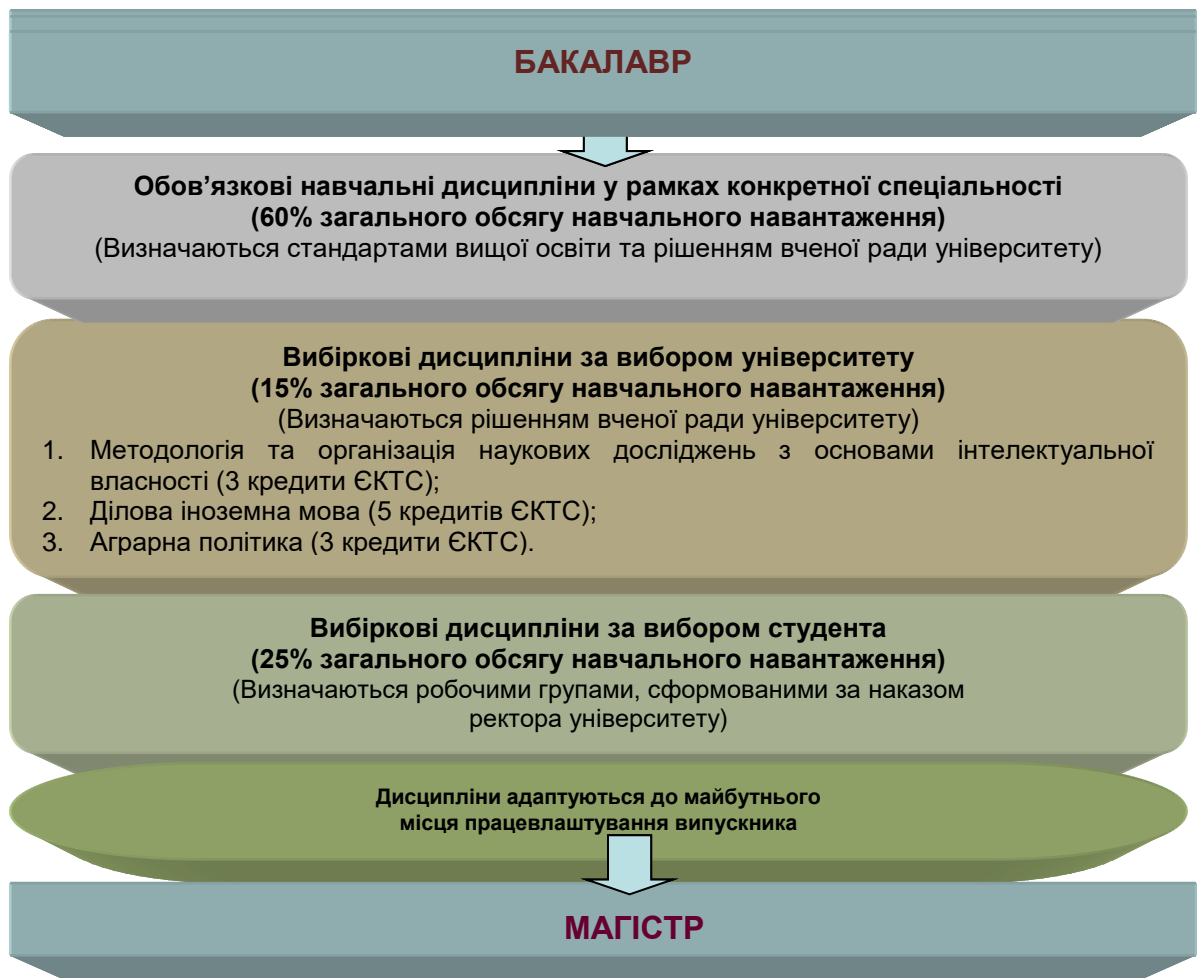 БАКАЛАВР
Обов’язкові навчальні дисципліни у рамках конкретної спеціальності
(60% загального обсягу навчального навантаження)
(Визначаються стандартами вищої освіти та рішенням вченої ради університету)
Вибіркові дисципліни за вибором університету
(15% загального обсягу навчального навантаження)
(Визначаються рішенням вченої ради університету)
1. Методологія та організація наукових досліджень з основами інтелектуальної
власності (3 кредити ЄКТС);
2. Ділова іноземна мова (5 кредитів ЄКТС);
3. Аграрна політика (3 кредити ЄКТС).
Вибіркові дисципліни за вибором студента
(25% загального обсягу навчального навантаження)
(Визначаються робочими групами, сформованими за наказом
ректора університету)
Дисципліни адаптуються до майбутнього
місця працевлаштування випускника
МАГІСТР